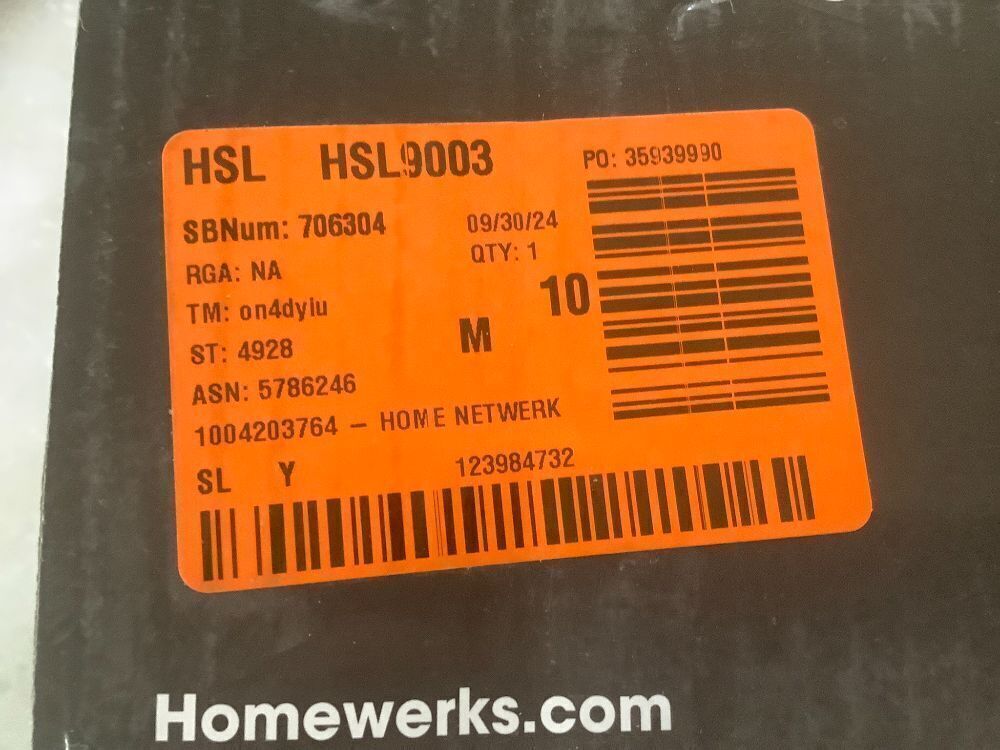 HSL HSL9003 PO: 35939990
SBNum: 706304 09/30/24
RGA: NA QTY: 1
TM: on4dylu 10
ST: 4928 M
ASN: 5786246
1004203764 – HOME NETWERK
SL Y 123984732
Homewerks.com